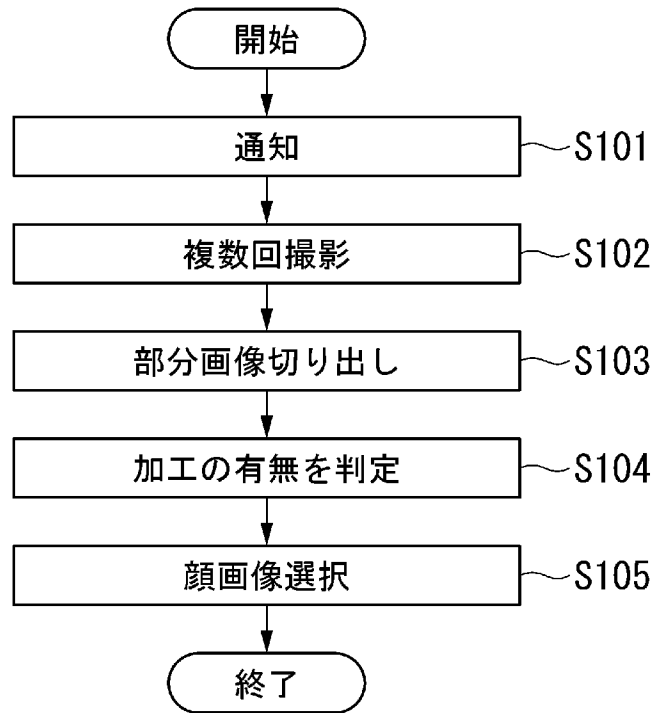 開始
通知 S101
複数回撮影 S102
部分画像切り出し S103
加工の有無を判定 S104
顔画像選択 S105
終了